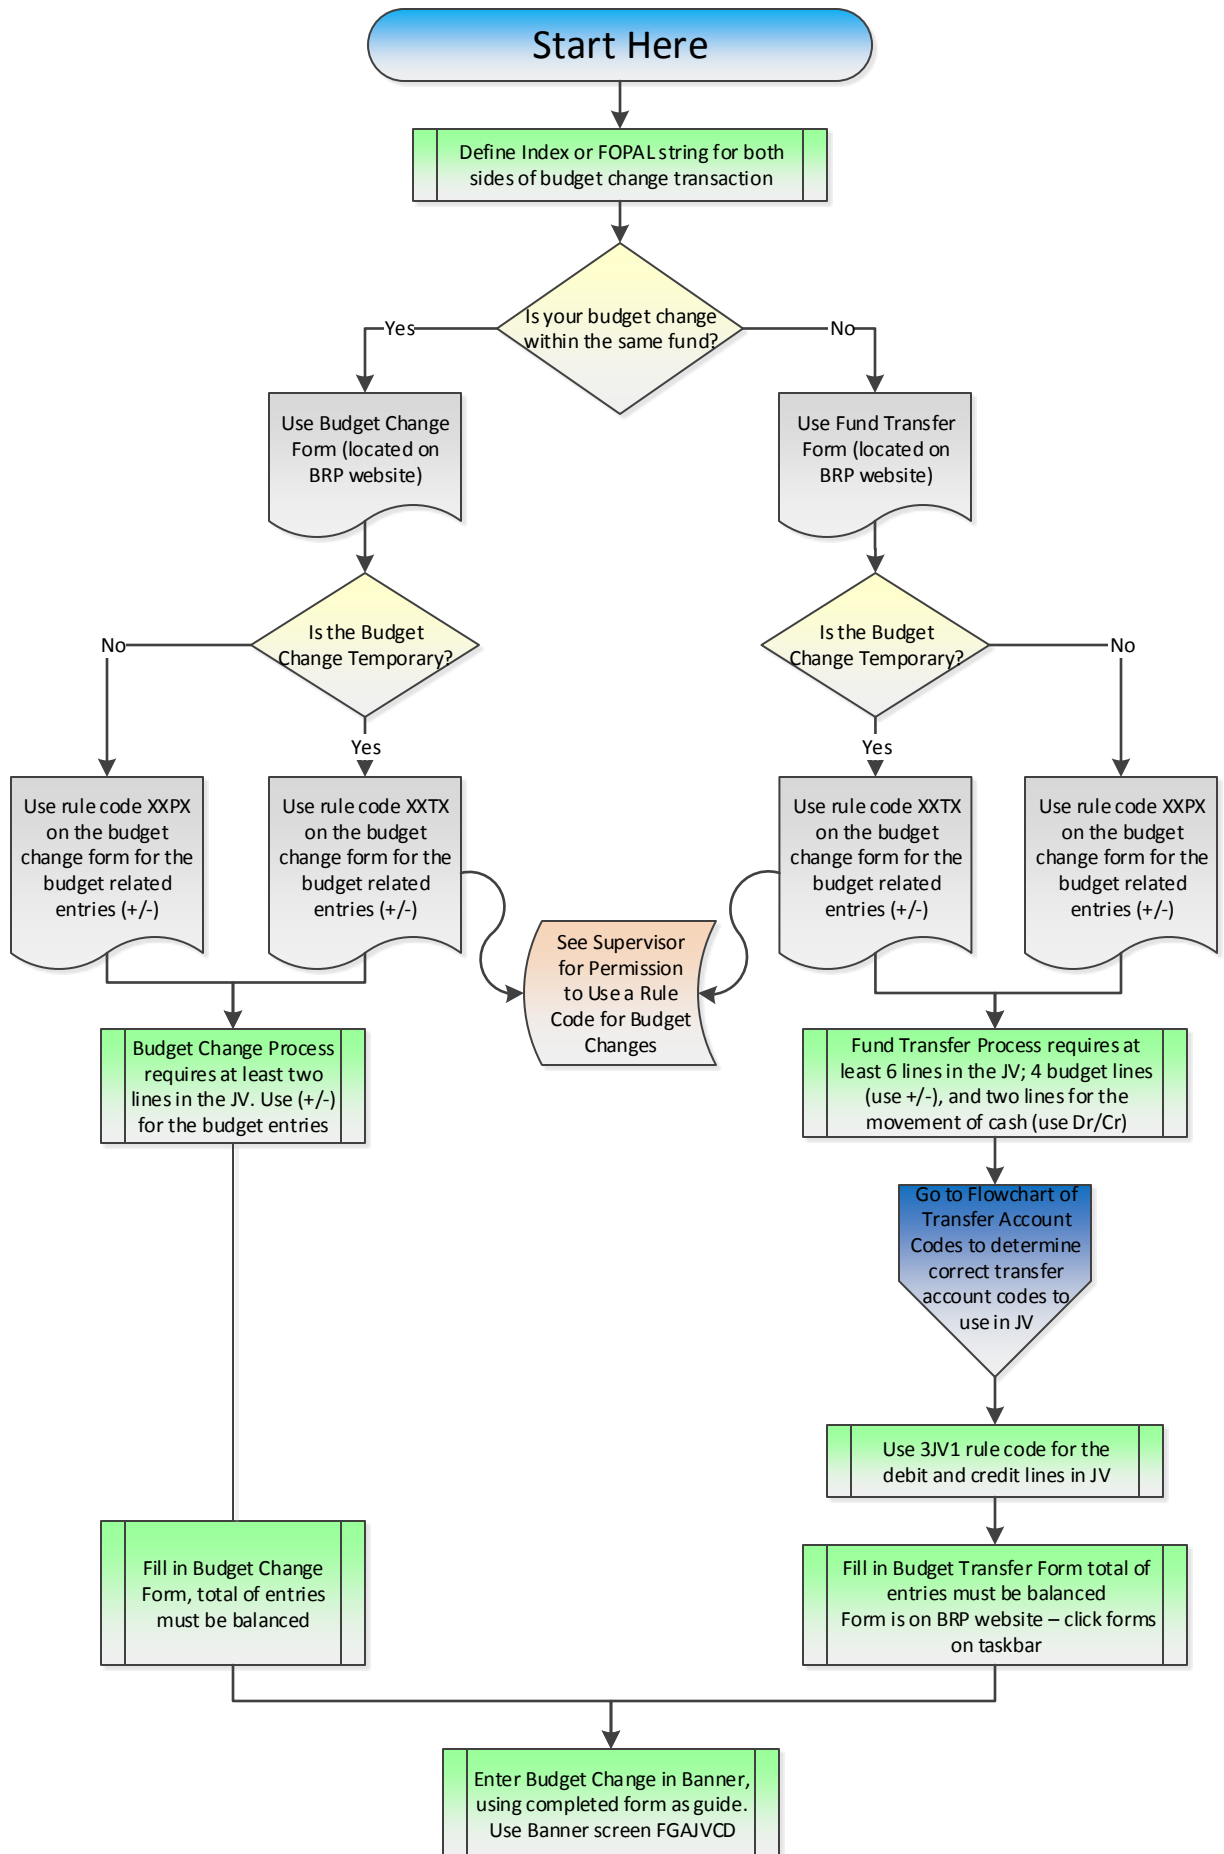 Start Here
Define Index or FOPAL string for both
sides of budget change transaction
Is your budget change
within the same fund?
Yes
No
Use Budget Change
Form (located on
BRP website)
Use Fund Transfer
Form (located on
BRP website)
Is the Budget
Change Temporary?
No
Yes
Is the Budget
Change Temporary?
Yes
No
Use rule code XXPX
on the budget
change form for the
budget related
entries (+/-)
Use rule code XXTX
on the budget
change form for the
budget related
entries (+/-)
Use rule code XXTX
on the budget
change form for the
budget related
entries (+/-)
Use rule code XXPX
on the budget
change form for the
budget related
entries (+/-)
See Supervisor
for Permission
to Use a Rule
Code for Budget
Changes
Budget Change Process
requires at least two
lines in the JV. Use (+/-)
for the budget entries
Fund Transfer Process requires at
least 6 lines in the JV; 4 budget lines
(use +/-), and two lines for the
movement of cash (use Dr/Cr)
Go to Flowchart of
Transfer Account
Codes to determine
correct transfer
account codes to
use in JV
Use 3JV1 rule code for the
debit and credit lines in JV
Fill in Budget Change
Form, total of entries
must be balanced
Fill in Budget Transfer Form total of
entries must be balanced
Form is on BRP website – click forms
on taskbar
Enter Budget Change in Banner,
using completed form as guide.
Use Banner screen FGAJVCD